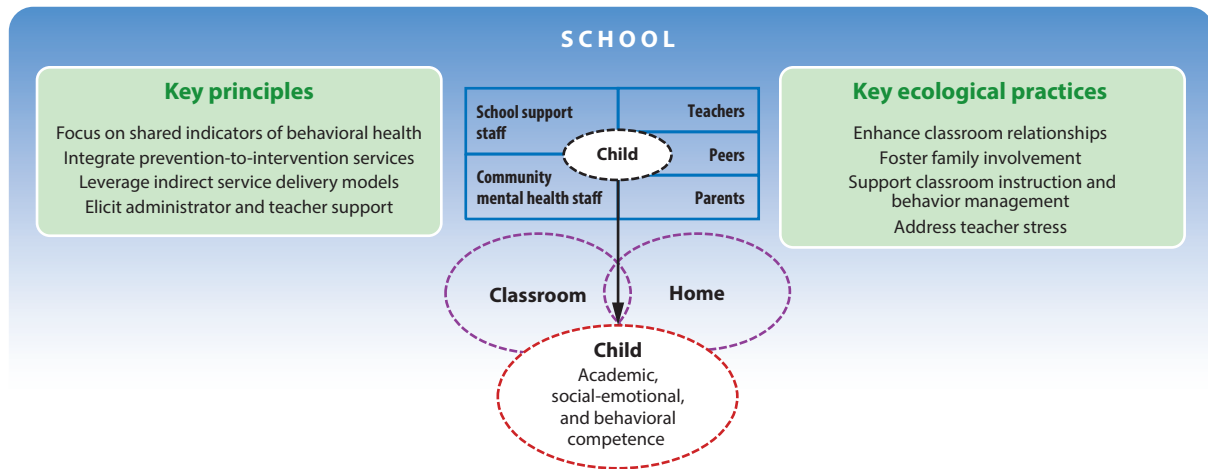 SCHOOL
Key principles
Focus on shared indicators of behavioral health
Integrate prevention-to-intervention services
Leverage indirect service delivery models
Elicit administrator and teacher support
School support
staff
Community
mental health staff
Child
Teachers
Peers
Parents
Key ecological practices
Enhance classroom relationships
Foster family involvement
Support classroom instruction and
behavior management
Address teacher stress
Classroom
Home
Child
Academic,
social-emotional,
and behavioral
competence